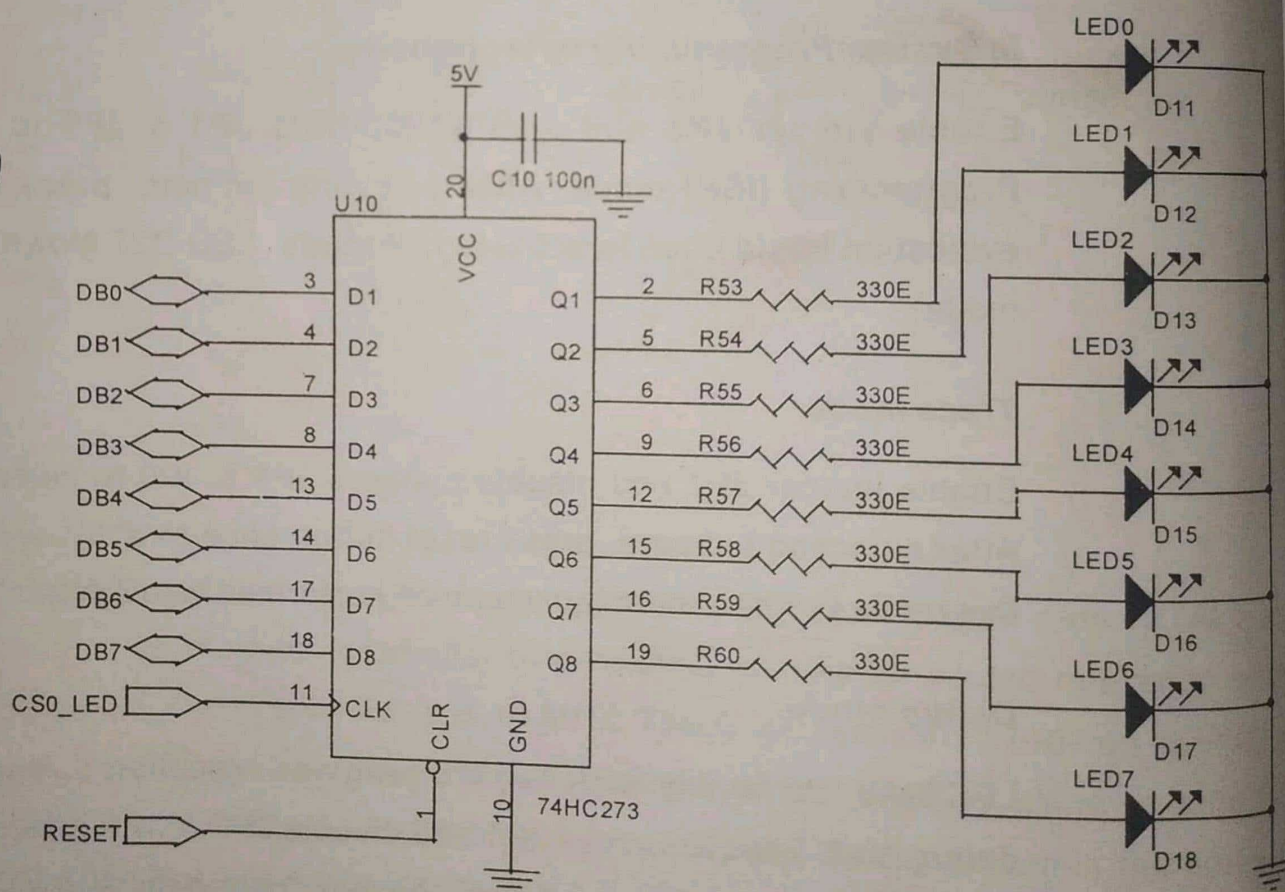 LED0
5V
D11
LED1
20
C10 100n
U10
VCC
D12
LED2
DB0 3 D1 Q1 2 R53 330E
D13
DB1 4 D2 Q2 5 R54 330E
LED3
DB2 7 D3 Q3 6 R55 330E
D14
DB3 8 D4 Q4 9 R56 330E
LED4
DB4 13 D5 Q5 12 R57 330E
D15
DB5 14 D6 Q6 15 R58 330E
LED5
DB6 17 D7 Q7 16 R59 330E
D16
DB7 18 D8 Q8 19 R60 330E
LED6
CS0_LED 11 CLK
CLR
GND
D17
LED7
1
10
74HC273
RESET
D18